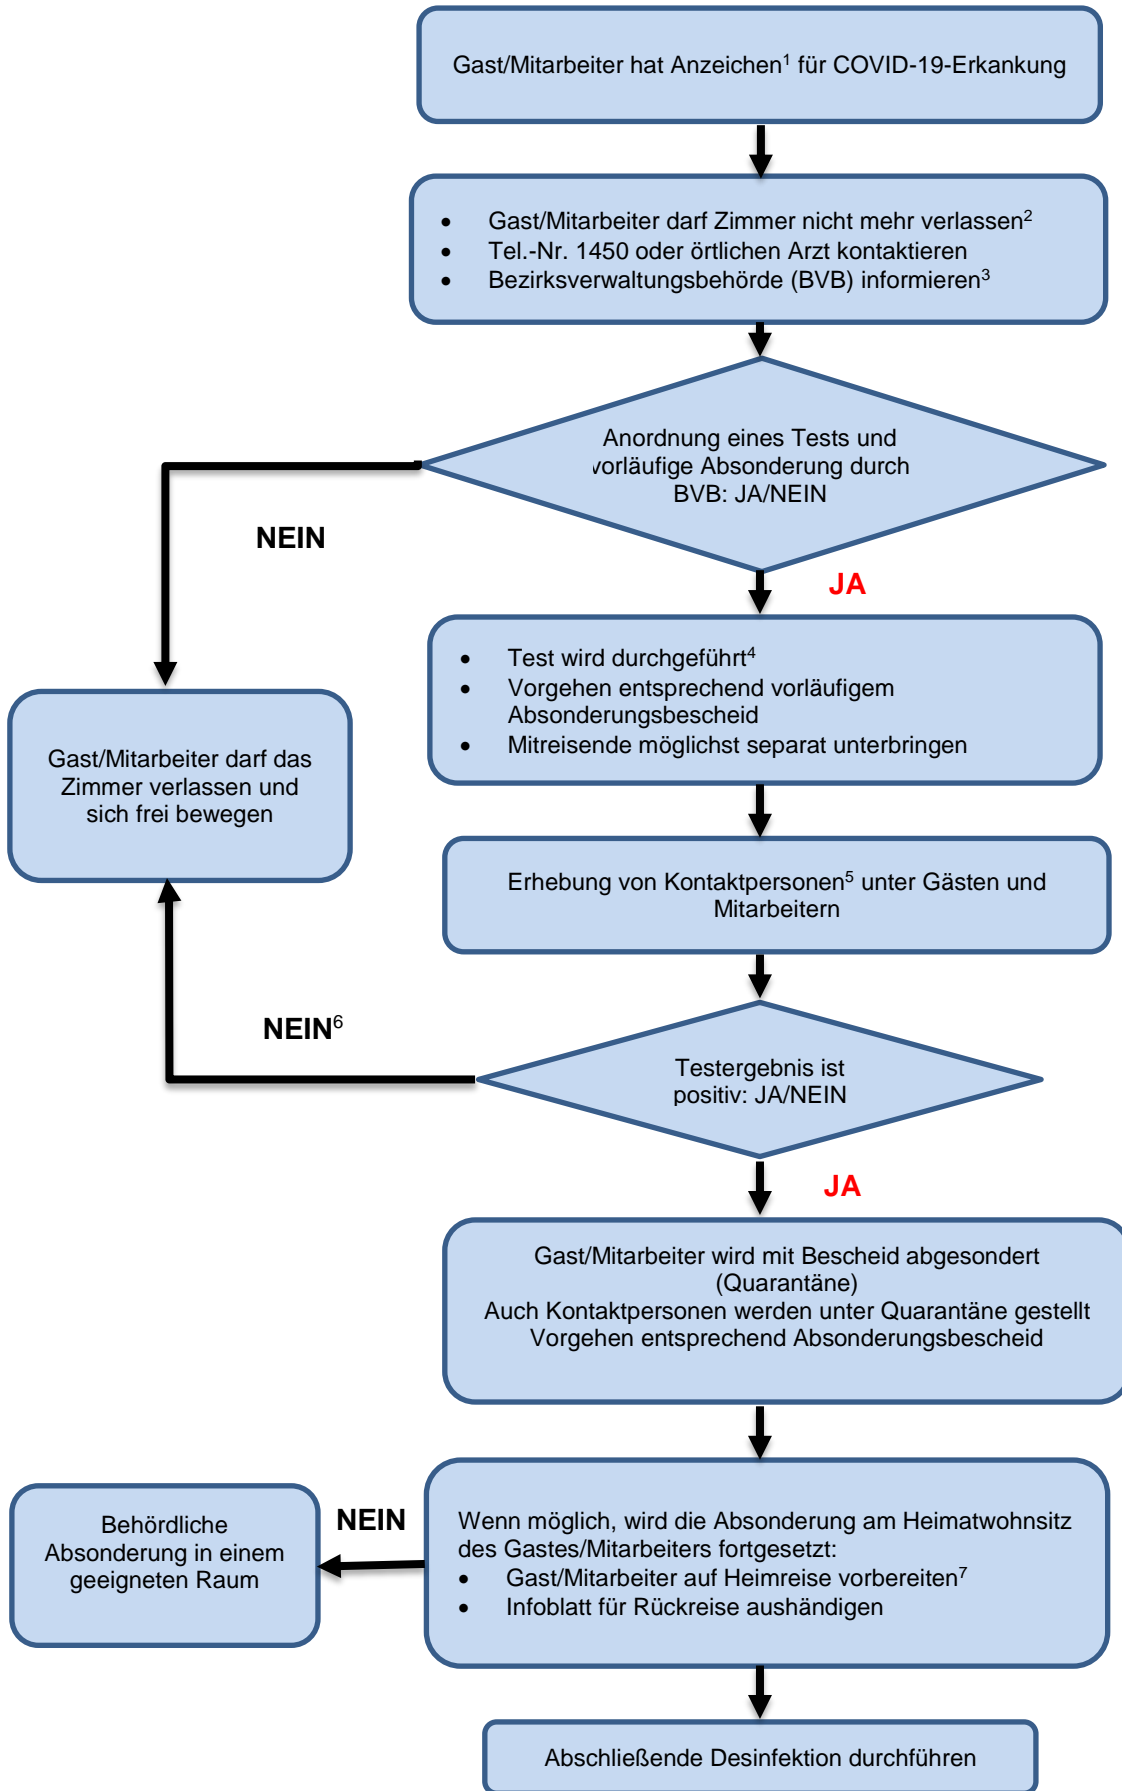 Gast/Mitarbeiter hat Anzeichen¹ für COVID-19-Erkankung
• Gast/Mitarbeiter darf Zimmer nicht mehr verlassen²
• Tel.-Nr. 1450 oder örtlichen Arzt kontaktieren
• Bezirksverwaltungsbehörde (BVB) informieren³
Anordnung eines Tests und
vorläufige Absonderung durch
BVB: JA/NEIN
NEIN
JA
• Test wird durchgeführt⁴
• Vorgehen entsprechend vorläufigem
Absonderungsbescheid
• Mitreisende möglichst separat unterbringen
Gast/Mitarbeiter darf das
Zimmer verlassen und
sich frei bewegen
Erhebung von Kontaktpersonen⁵ unter Gästen und
Mitarbeitern
NEIN⁶
Testergebnis ist
positiv: JA/NEIN
JA
Gast/Mitarbeiter wird mit Bescheid abgesondert
(Quarantäne)
Auch Kontaktpersonen werden unter Quarantäne gestellt
Vorgehen entsprechend Absonderungsbescheid
Wenn möglich, wird die Absonderung am Heimatwohnsitz
des Gastes/Mitarbeiters fortgesetzt:
• Gast/Mitarbeiter auf Heimreise vorbereiten⁷
• Infoblatt für Rückreise aushändigen
NEIN
Behördliche
Absonderung in einem
geeigneten Raum
Abschließende Desinfektion durchführen